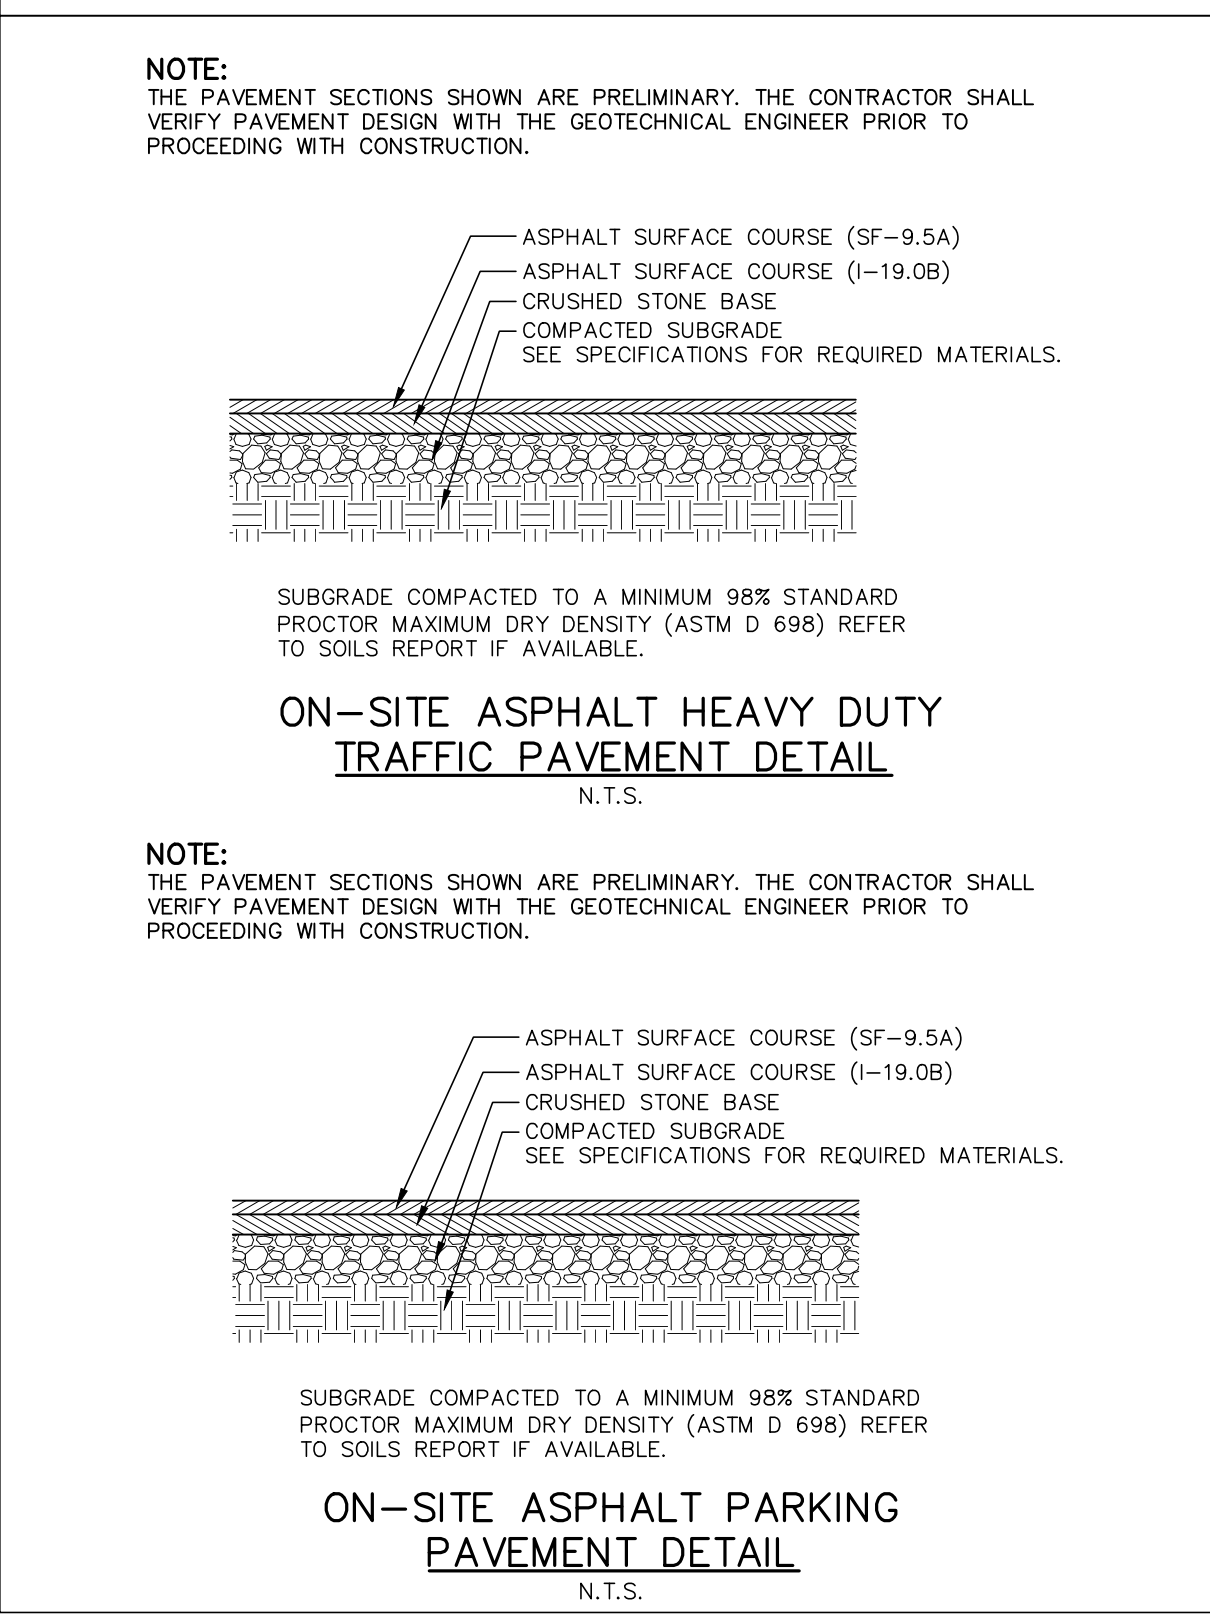 NOTE:
THE PAVEMENT SECTIONS SHOWN ARE PRELIMINARY. THE CONTRACTOR SHALL
VERIFY PAVEMENT DESIGN WITH THE GEOTECHNICAL ENGINEER PRIOR TO
PROCEEDING WITH CONSTRUCTION.
ASPHALT SURFACE COURSE (SF-9.5A)
ASPHALT SURFACE COURSE (I-19.0B)
CRUSHED STONE BASE
COMPACTED SUBGRADE
SEE SPECIFICATIONS FOR REQUIRED MATERIALS.
SUBGRADE COMPACTED TO A MINIMUM 98% STANDARD
PROCTOR MAXIMUM DRY DENSITY (ASTM D 698) REFER
TO SOILS REPORT IF AVAILABLE.
ON-SITE ASPHALT HEAVY DUTY
TRAFFIC PAVEMENT DETAIL
N.T.S.
NOTE:
THE PAVEMENT SECTIONS SHOWN ARE PRELIMINARY. THE CONTRACTOR SHALL
VERIFY PAVEMENT DESIGN WITH THE GEOTECHNICAL ENGINEER PRIOR TO
PROCEEDING WITH CONSTRUCTION.
ASPHALT SURFACE COURSE (SF-9.5A)
ASPHALT SURFACE COURSE (I-19.0B)
CRUSHED STONE BASE
COMPACTED SUBGRADE
SEE SPECIFICATIONS FOR REQUIRED MATERIALS.
SUBGRADE COMPACTED TO A MINIMUM 98% STANDARD
PROCTOR MAXIMUM DRY DENSITY (ASTM D 698) REFER
TO SOILS REPORT IF AVAILABLE.
ON-SITE ASPHALT PARKING
PAVEMENT DETAIL
N.T.S.